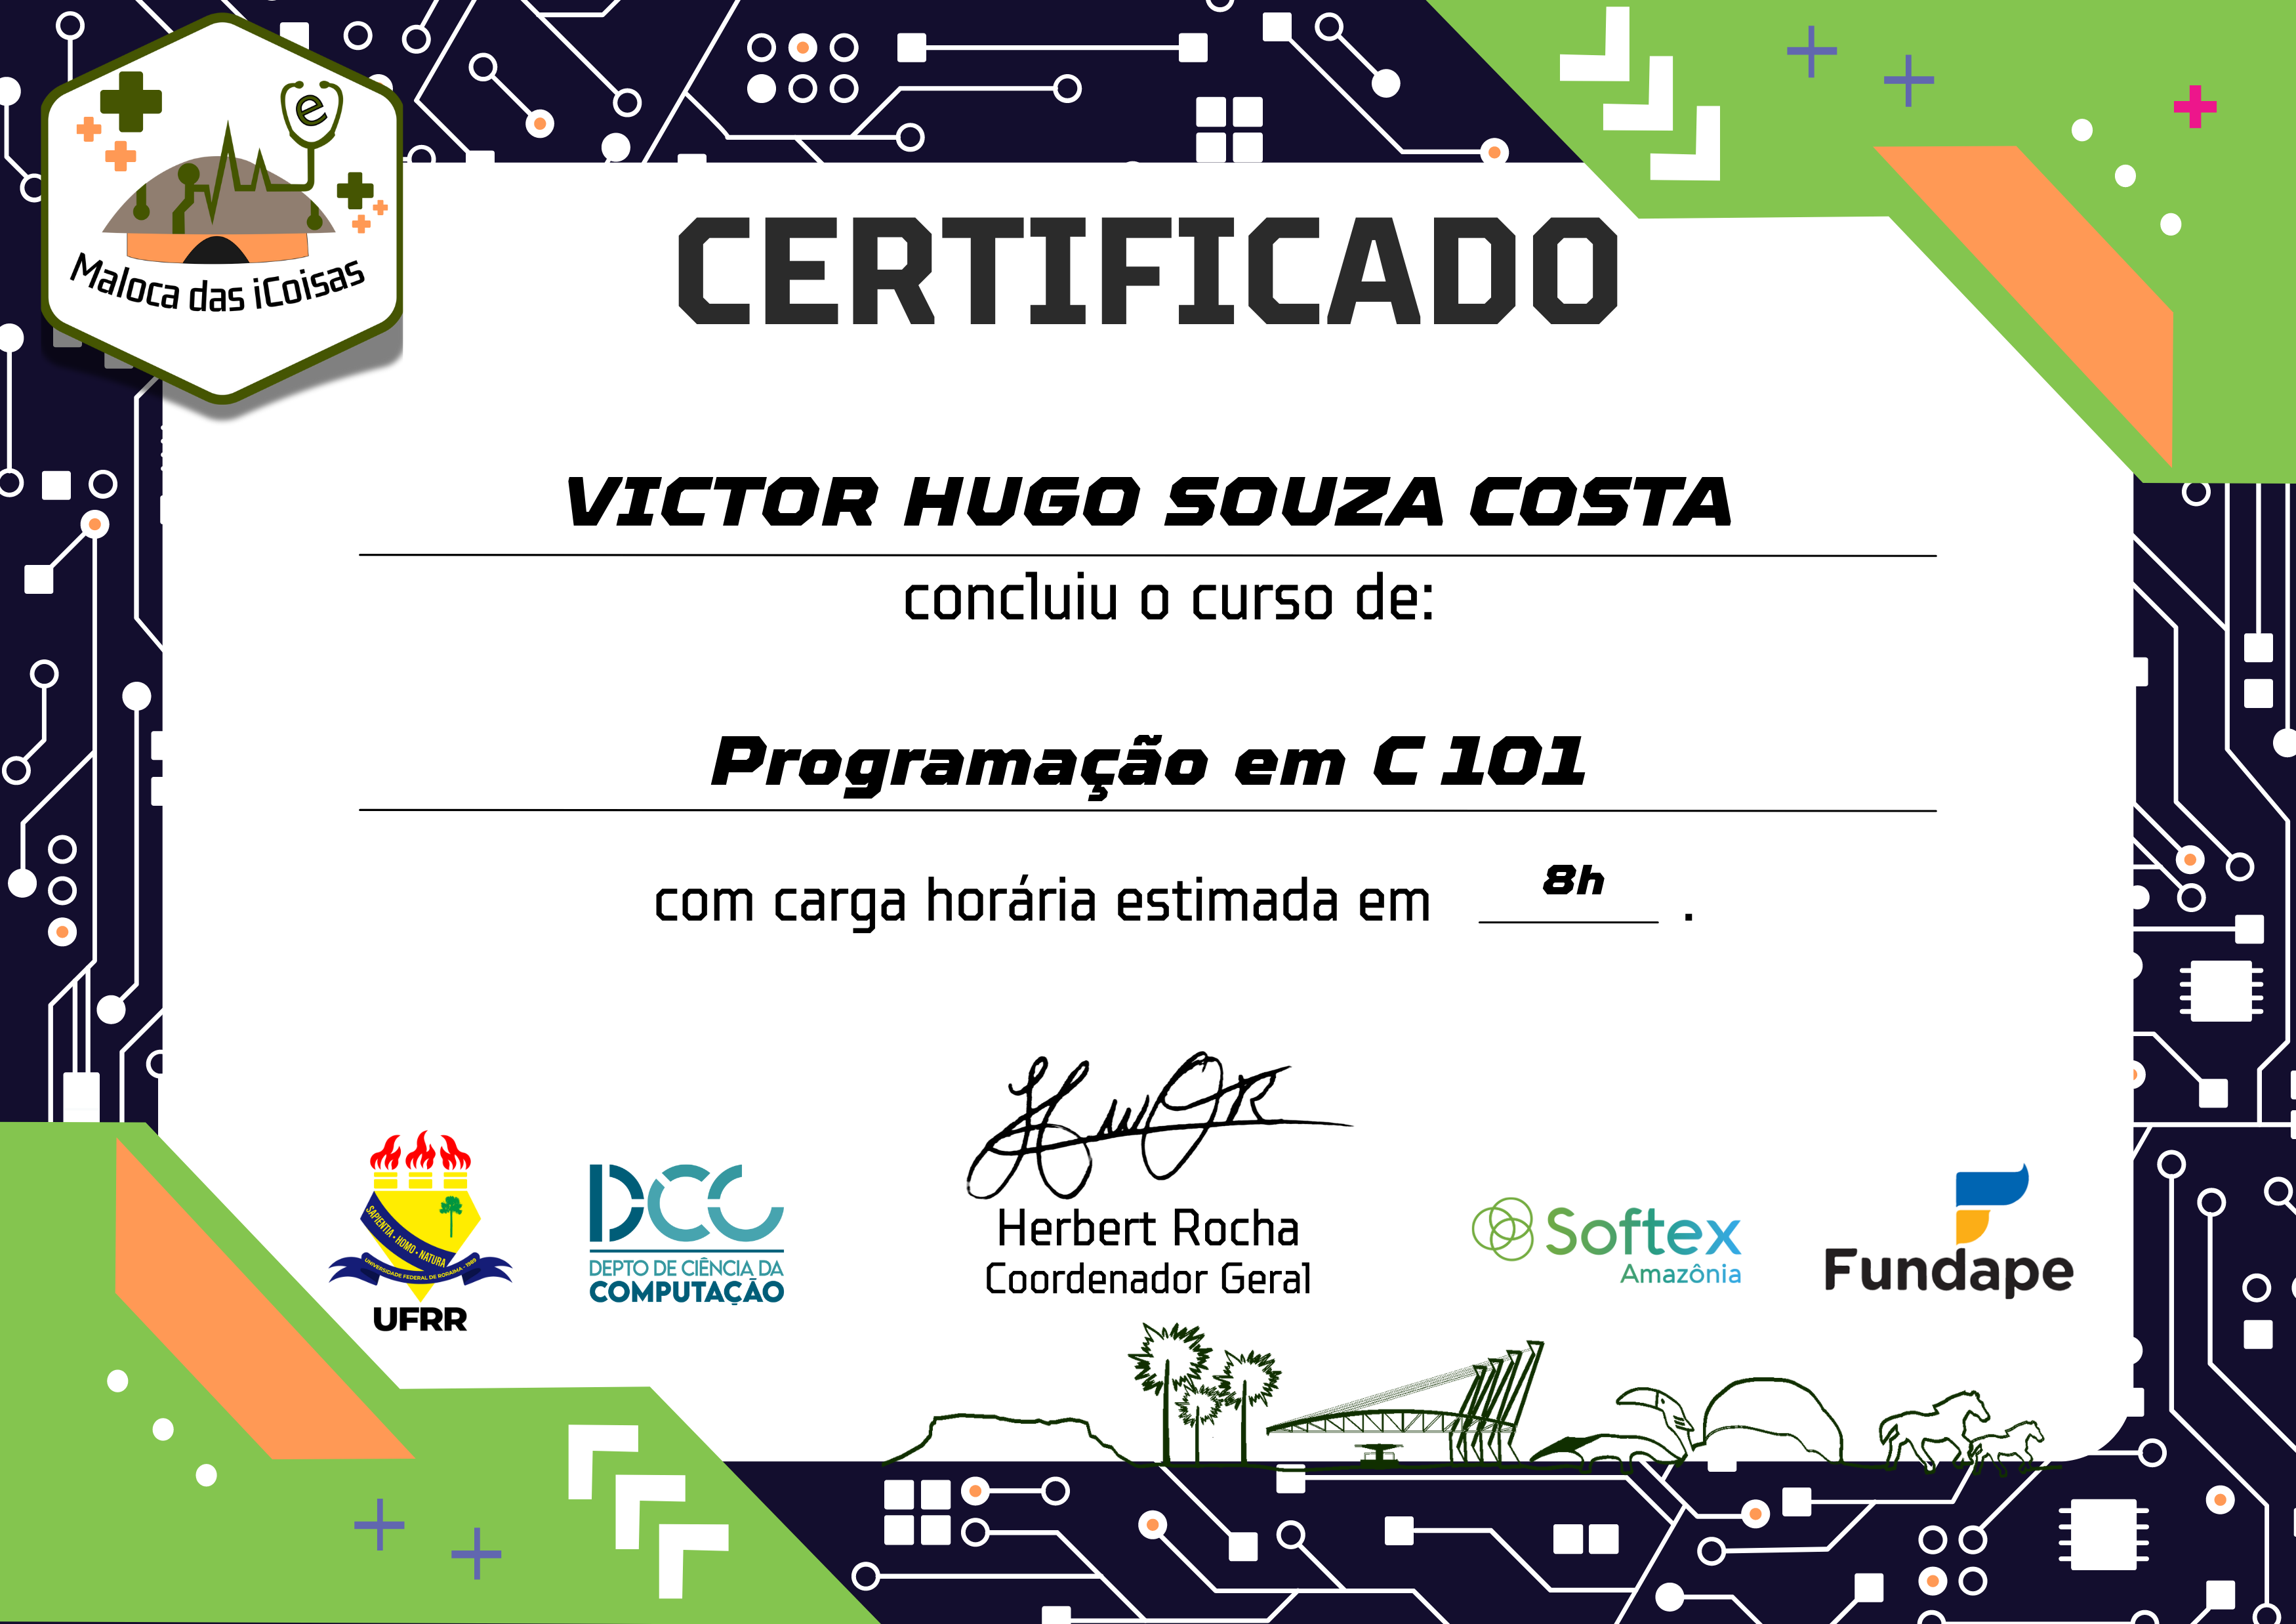 e
Maloca das iCoisas
CERTIFICADO
VICTOR HUGO SOUZA COSTA
concluiu o curso de:
Programação em C 101
com carga horária estimada em 8h .
SAPIENTIA • HOMO • NATURA
UNIVERSIDADE FEDERAL DE RORAIMA • 1989
UFRR
DCC
DEPTO DE CIÊNCIA DA
COMPUTAÇÃO
Herbert Rocha
Coordenador Geral
Softex
Amazônia
Fundape